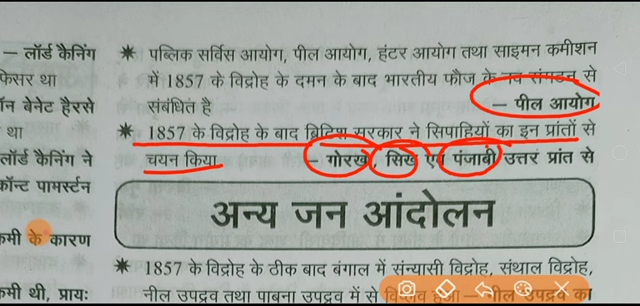 — लॉर्ड कैनिंग
फेसर था
ॉन बेनेट हैरसे
था
लॉर्ड कैनिंग ने
कॉन्ट पामर्स्टन
कमी के कारण
कमी थी, प्रायः
* पब्लिक सर्विस आयोग, पील आयोग, हंटर आयोग तथा साइमन कमीशन
में 1857 के विद्रोह के दमन के बाद भारतीय फौज के नव संगठन से
संबंधित है — पील आयोग
* 1857 के विद्रोह के बाद ब्रिटिश सरकार ने सिपाहियों का इन प्रांतों से
चयन किया — गोरखे, सिख एवं पंजाबी उत्तर प्रांत से
अन्य जन आंदोलन
* 1857 के विद्रोह के ठीक बाद बंगाल में संन्यासी विद्रोह, संथाल विद्रोह,
नील उपद्रव तथा पाबना उपद्रव में से — नील उपद्रव का